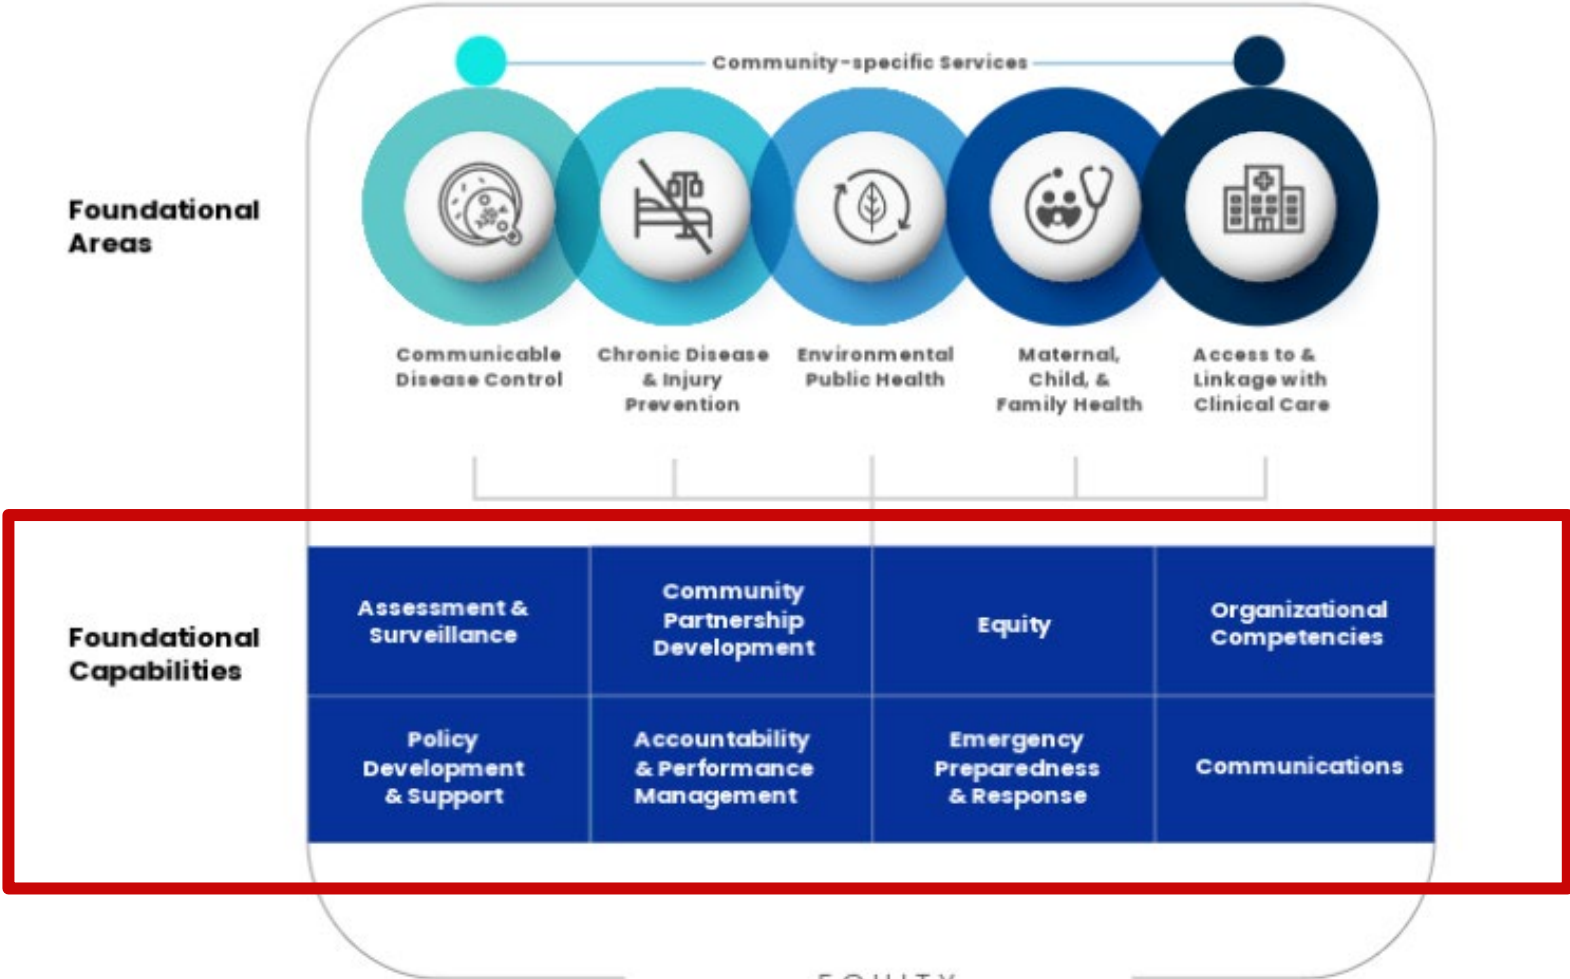 Community-specific Services
Foundational
Areas
Communicable
Disease Control
Chronic Disease
& Injury
Prevention
Environmental
Public Health
Maternal,
Child, &
Family Health
Access to &
Linkage with
Clinical Care
Foundational
Capabilities
Assessment &
Surveillance
Community
Partnership
Development
Equity
Organizational
Competencies
Policy
Development
& Support
Accountability
& Performance
Management
Emergency
Preparedness
& Response
Communications
EQUITY